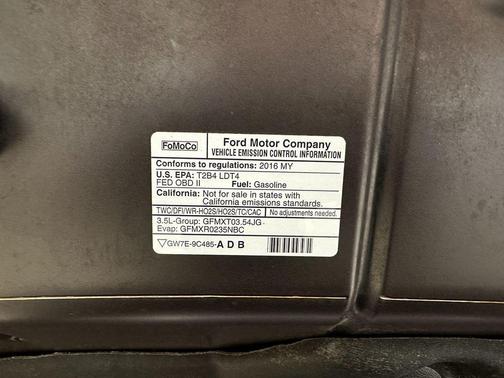 FoMoCo
Ford Motor Company
VEHICLE EMISSION CONTROL INFORMATION
Conforms to regulations: 2016 MY
U.S. EPA: T2B4 LDT4
FED OBD II Fuel: Gasoline
California: Not for sale in states with
California emissions standards.
TWC/DFI/WR-HO2S/HO2S/TC/CAC No adjustments needed.
3.5L-Group: GFMXT03.54JG
Evap: GFMXR0235NBC
GW7E-9C485-A D B